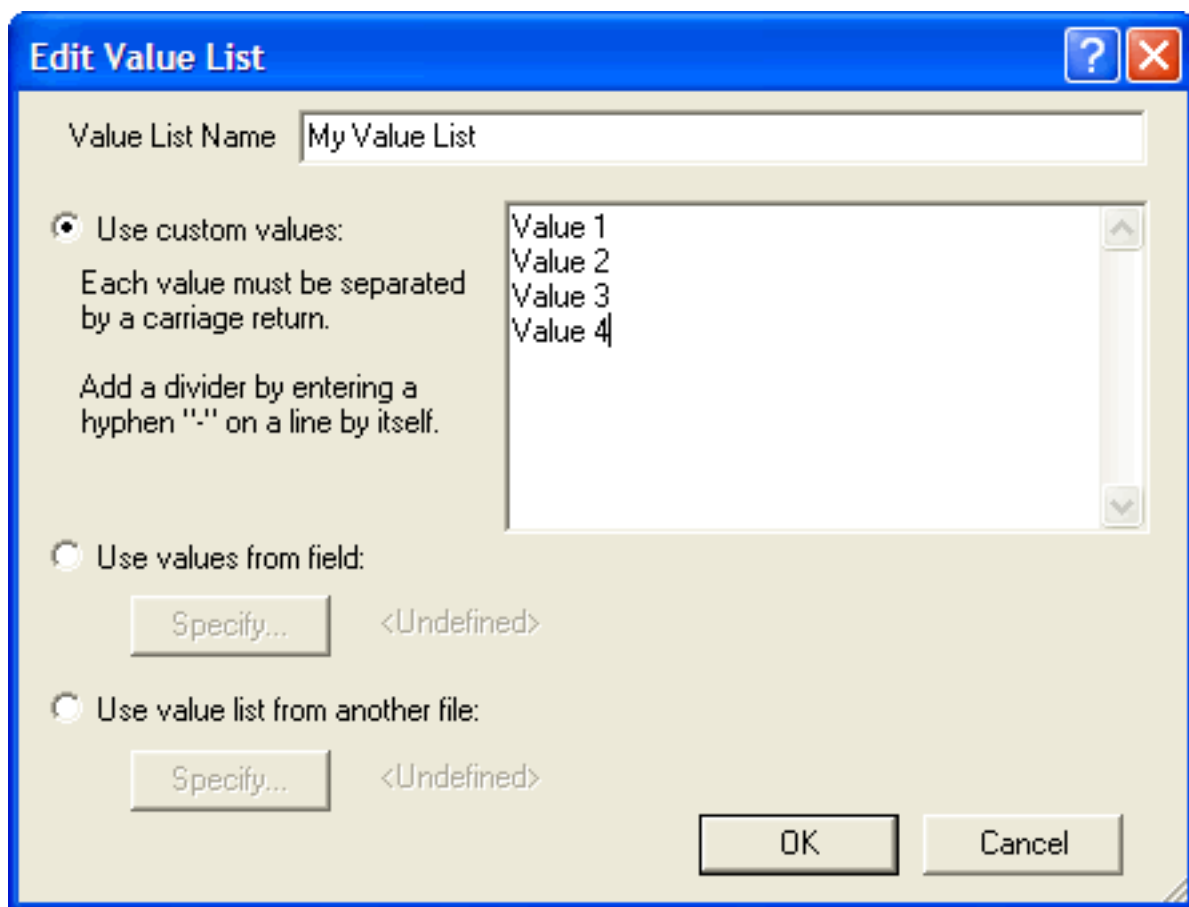 Edit Value List
Value List Name
My Value List
Use custom values:
Each value must be separated
by a carriage return.
Add a divider by entering a
hyphen "-" on a line by itself.
Value 1
Value 2
Value 3
Value 4
Use values from field:
Specify...
<Undefined>
Use value list from another file:
Specify...
<Undefined>
OK
Cancel